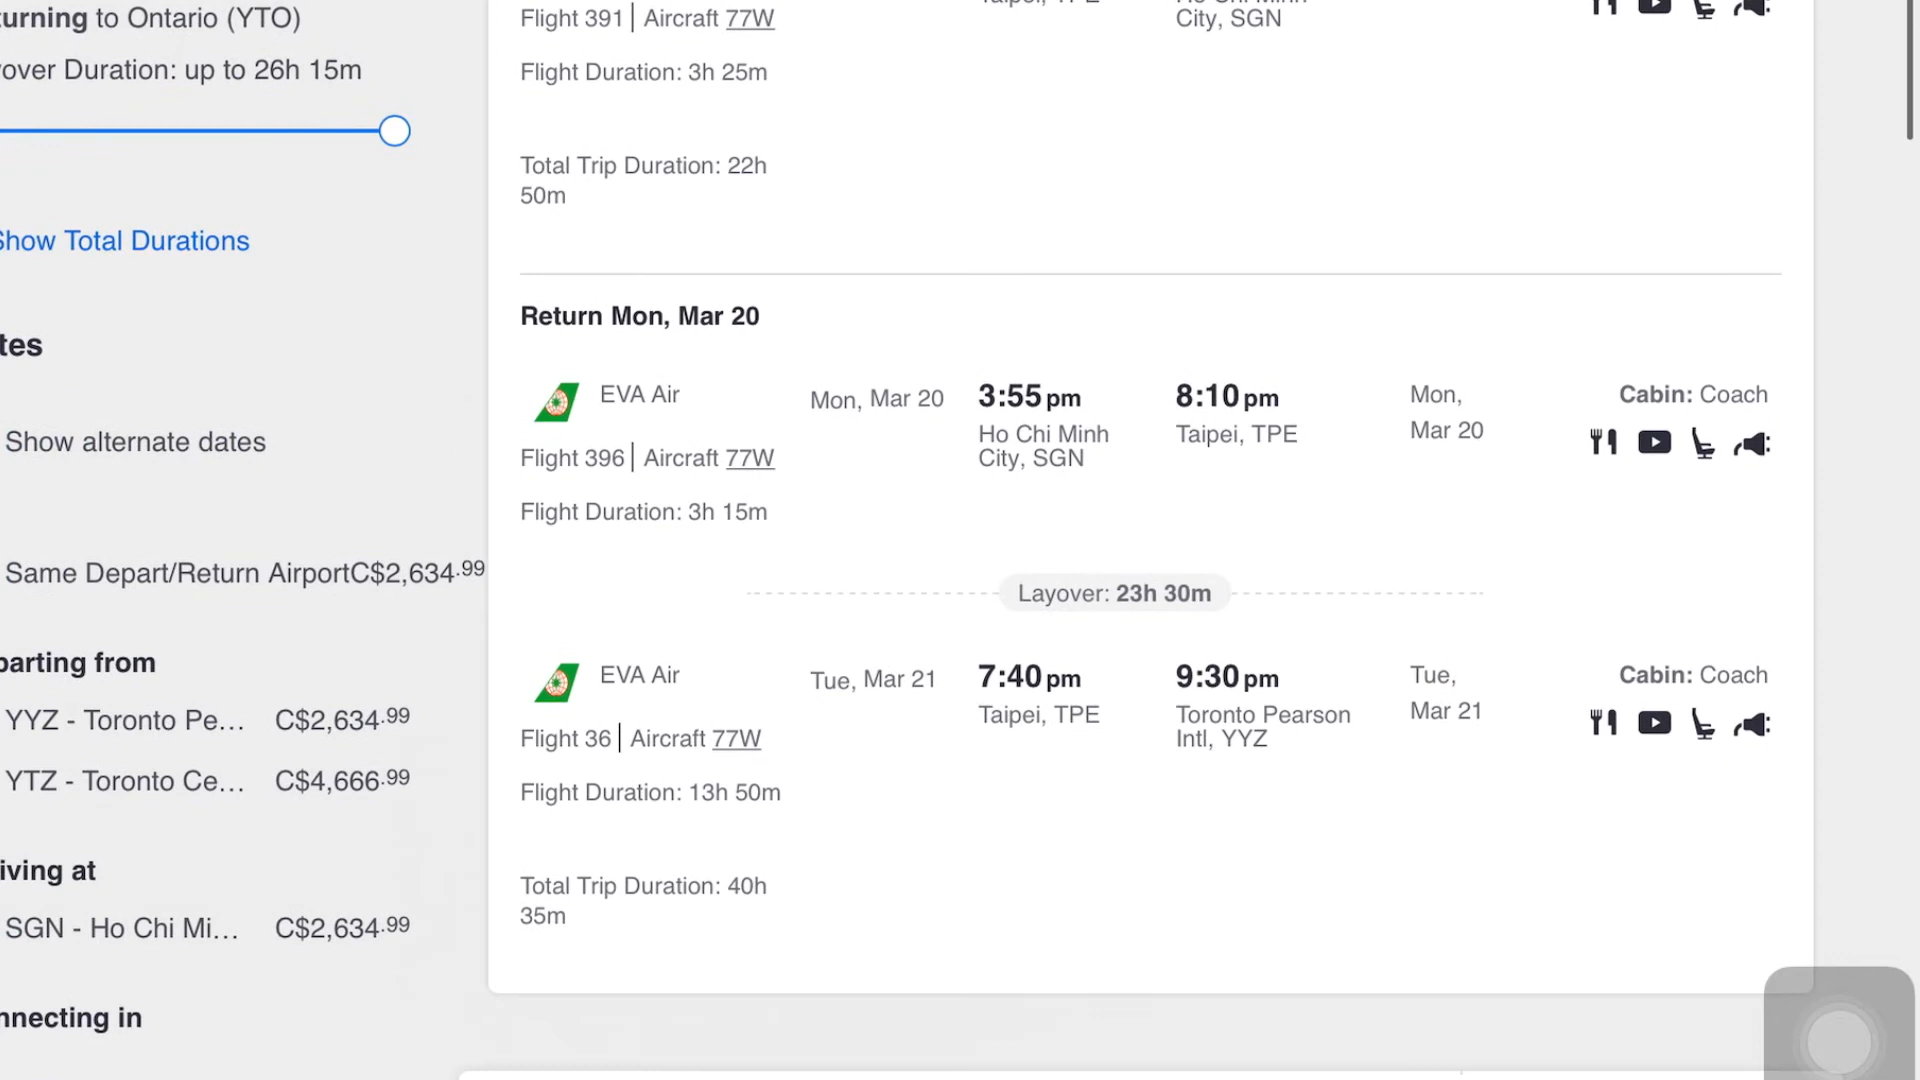 turning to Ontario (YTO)
over Duration: up to 26h 15m
Show Total Durations
tes
Show alternate dates
Same Depart/Return AirportC$2,634.99
parting from
YYZ - Toronto Pe... C$2,634.99
YTZ - Toronto Ce... C$4,666.99
iving at
SGN - Ho Chi Mi... C$2,634.99
nnecting in
Flight 391 | Aircraft 77W
Taipei, TPE
Ho Chi Minh
City, SGN
Flight Duration: 3h 25m
Total Trip Duration: 22h
50m
Return Mon, Mar 20
EVA Air
Mon, Mar 20
3:55 pm
Ho Chi Minh
City, SGN
8:10 pm
Taipei, TPE
Mon,
Mar 20
Cabin: Coach
Flight 396 | Aircraft 77W
Flight Duration: 3h 15m
Layover: 23h 30m
EVA Air
Tue, Mar 21
7:40 pm
Taipei, TPE
9:30 pm
Toronto Pearson
Intl, YYZ
Tue,
Mar 21
Cabin: Coach
Flight 36 | Aircraft 77W
Flight Duration: 13h 50m
Total Trip Duration: 40h
35m